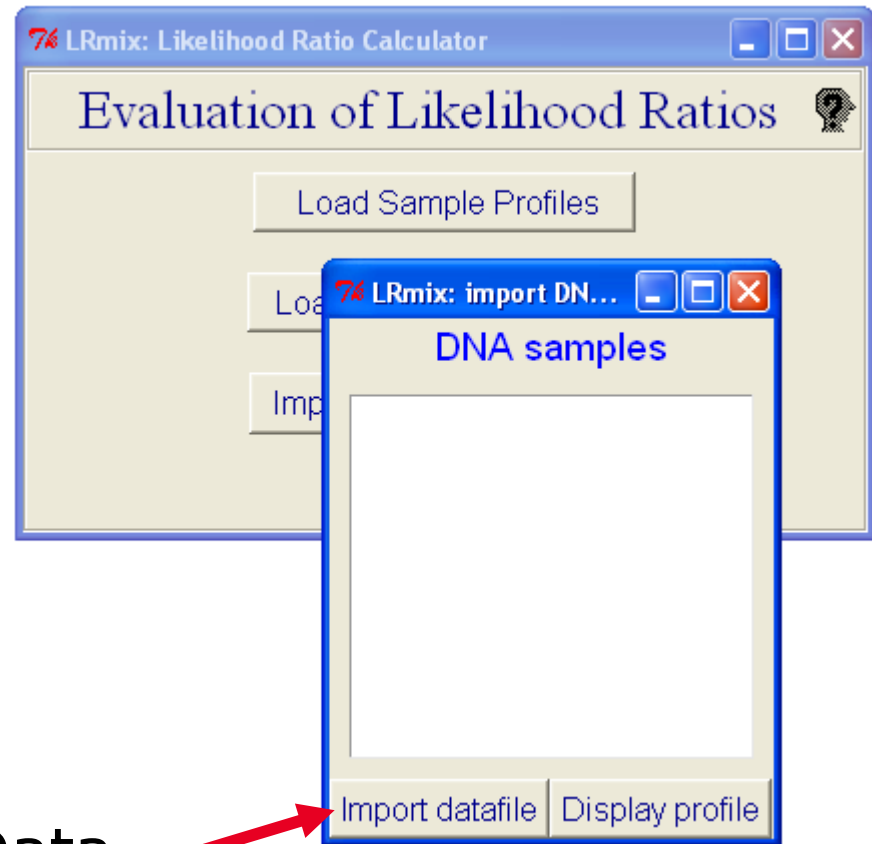 LRmix: Likelihood Ratio Calculator
Evaluation of Likelihood Ratios
Load Sample Profiles
LRmix: import DN...
DNA samples
Import datafile
Display profile